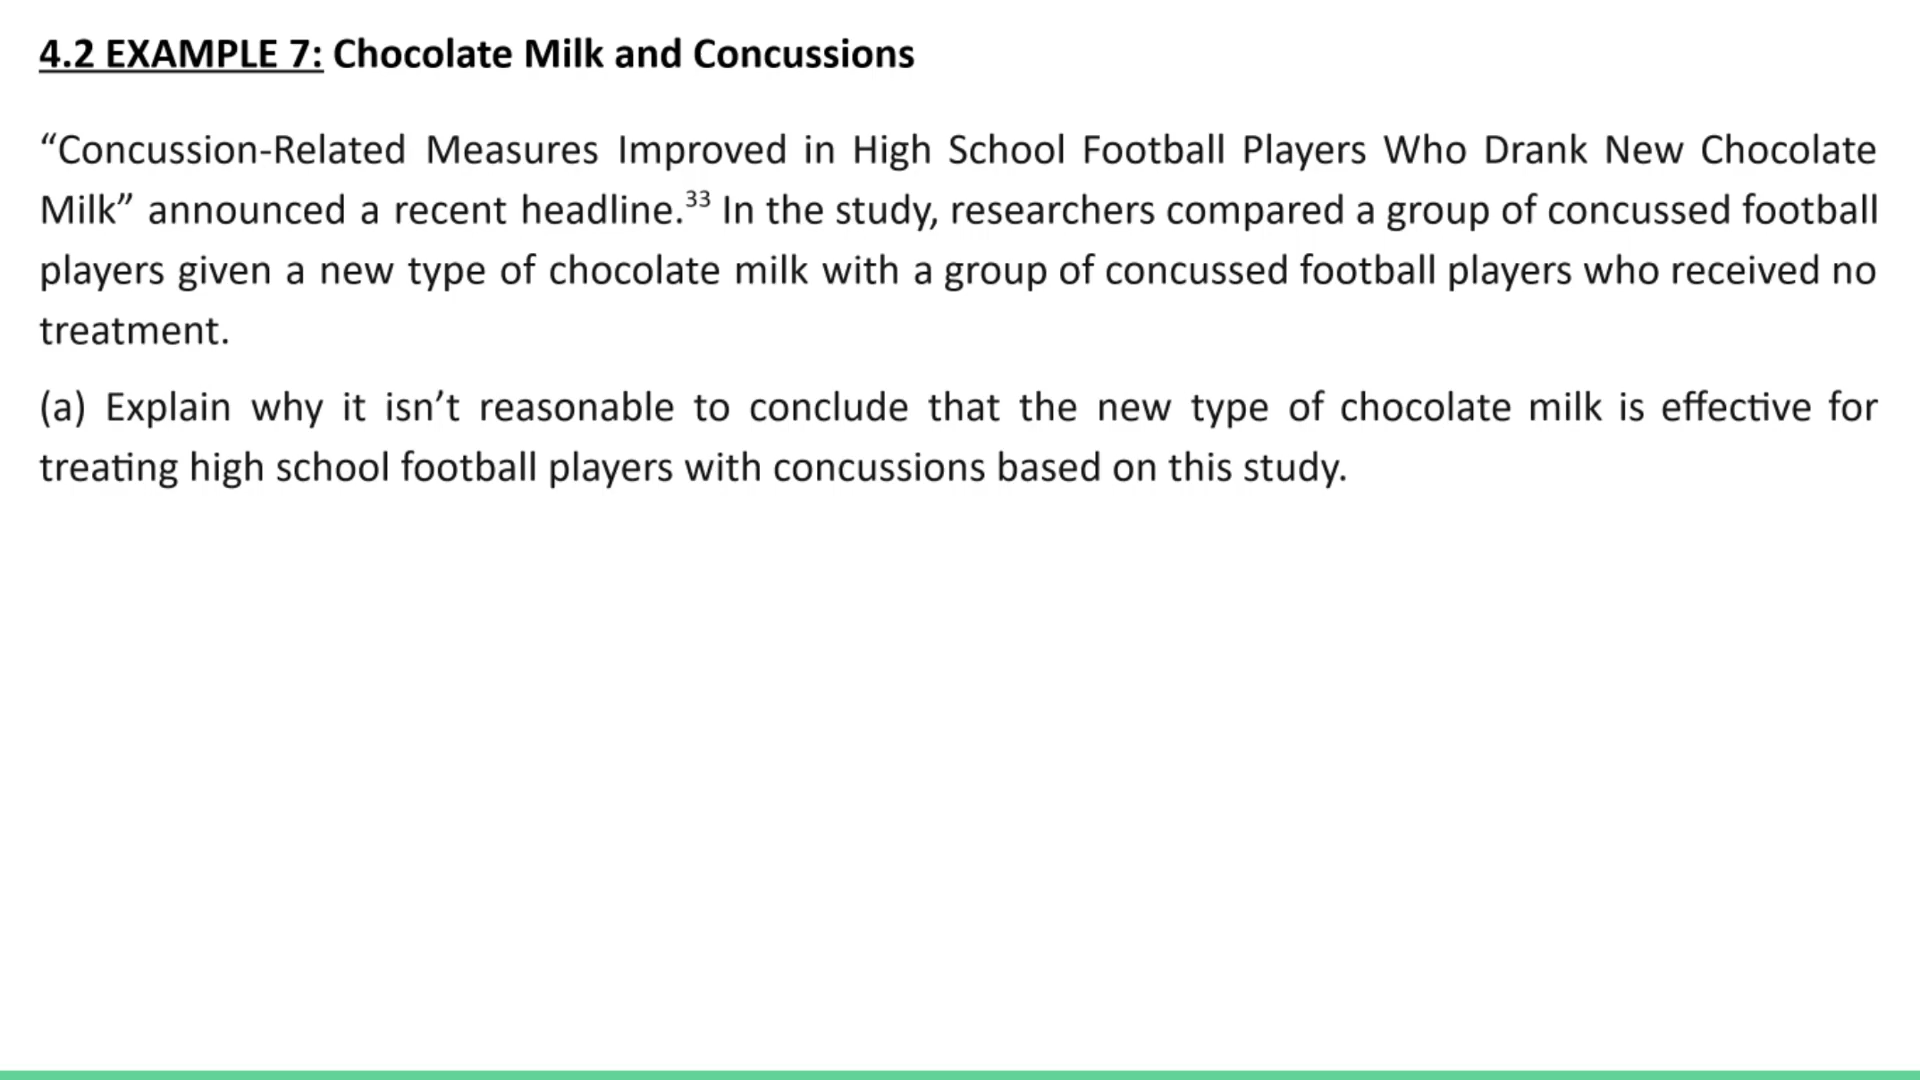 4.2 EXAMPLE 7: Chocolate Milk and Concussions
“Concussion-Related Measures Improved in High School Football Players Who Drank New Chocolate
Milk” announced a recent headline.³³ In the study, researchers compared a group of concussed football
players given a new type of chocolate milk with a group of concussed football players who received no
treatment.
(a) Explain why it isn’t reasonable to conclude that the new type of chocolate milk is effective for
treating high school football players with concussions based on this study.